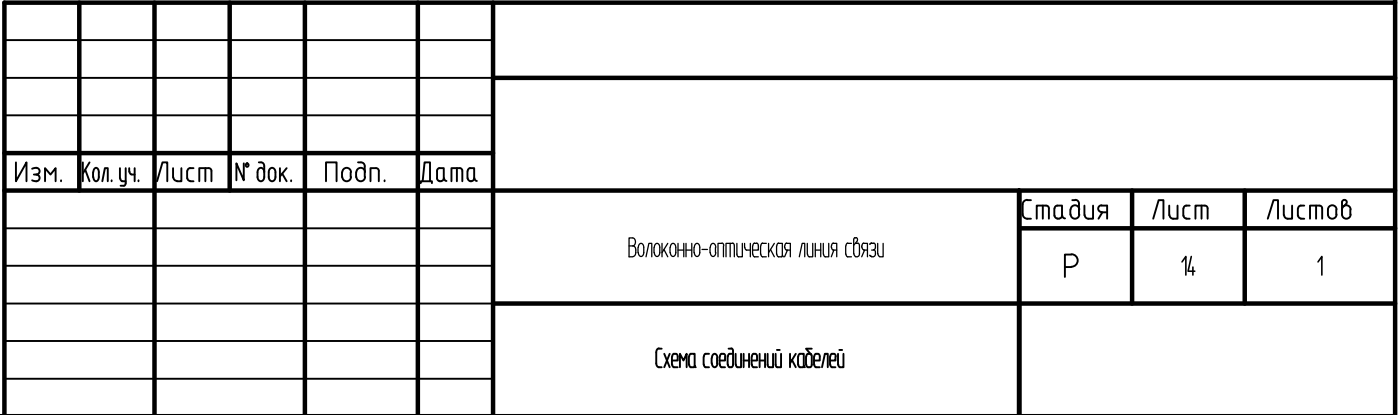 Изм. Кол. уч. Лист N° док. Подп. Дата
Стадия Лист Листов
Волоконно-оптическая линия связи
Р 14 1
Схема соединений кабелей